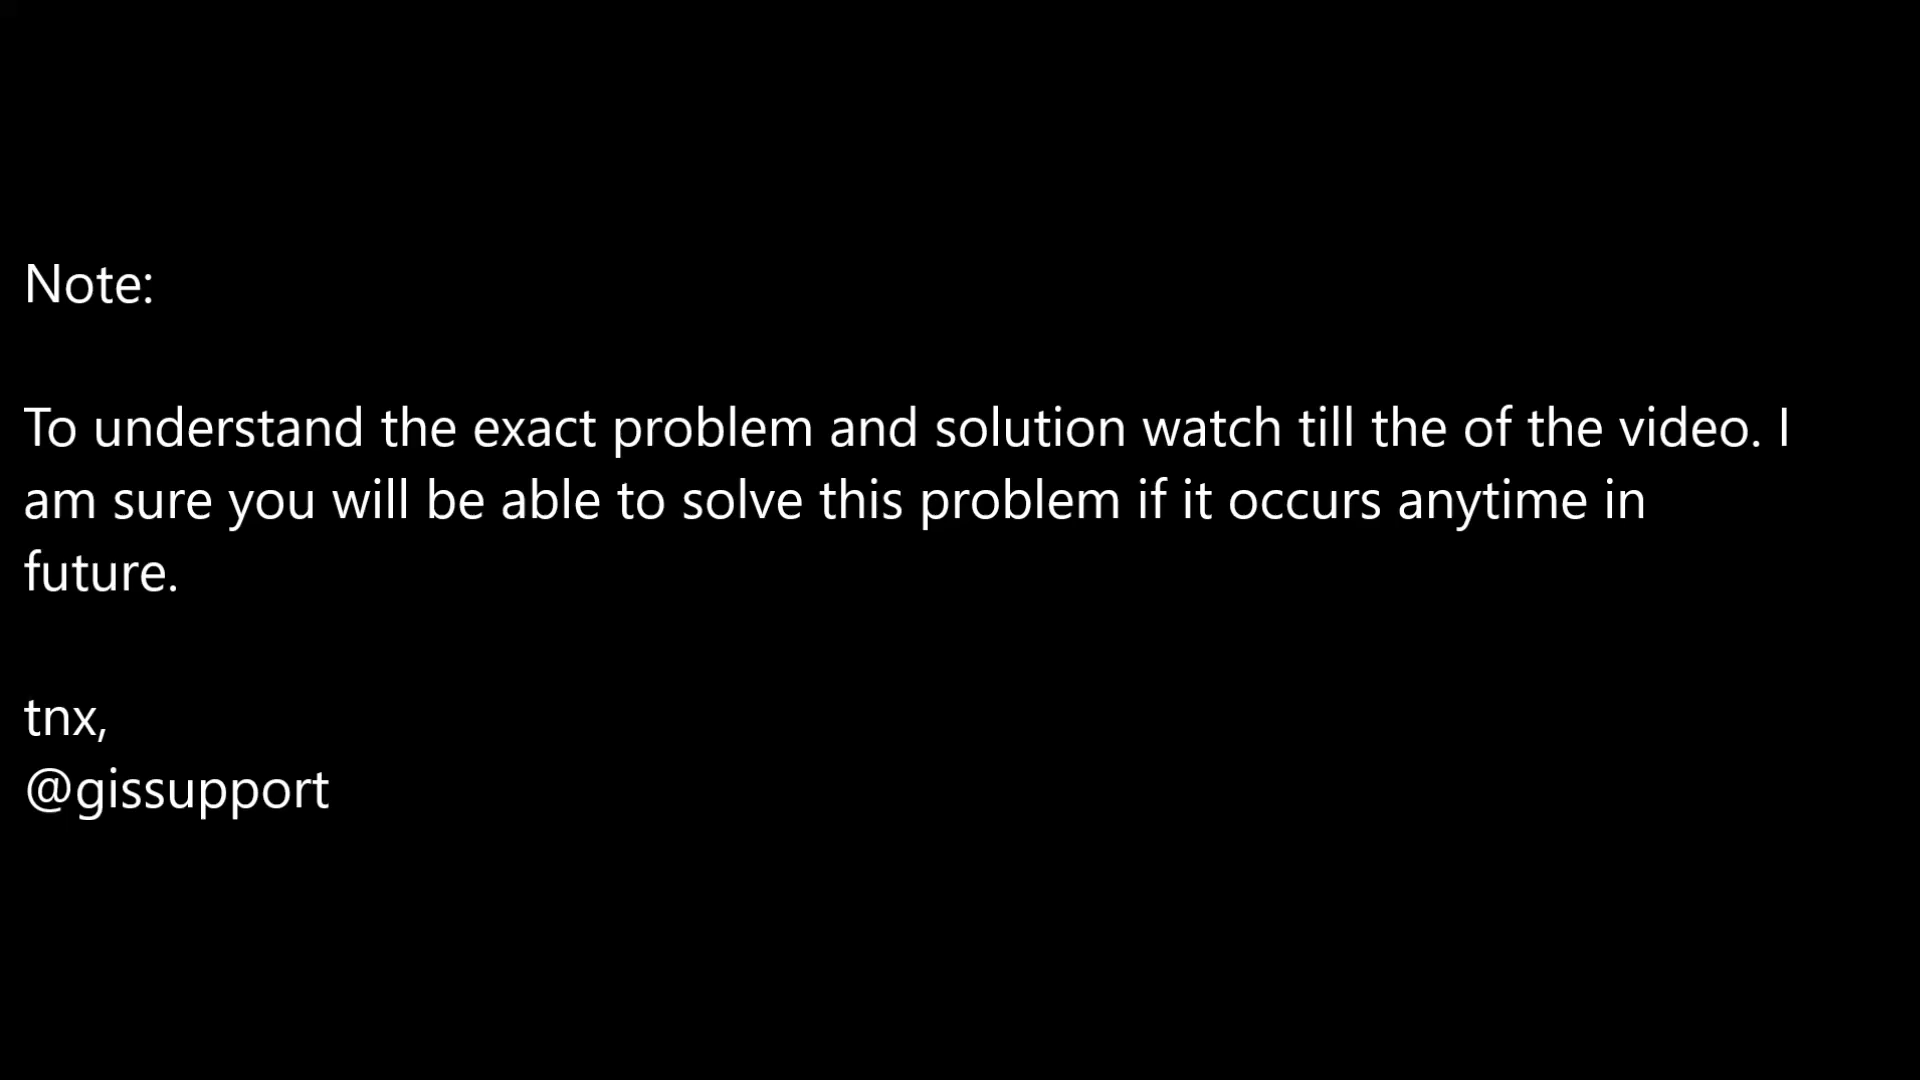 Note:
To understand the exact problem and solution watch till the of the video. I
am sure you will be able to solve this problem if it occurs anytime in
future.
tnx,
@gissupport